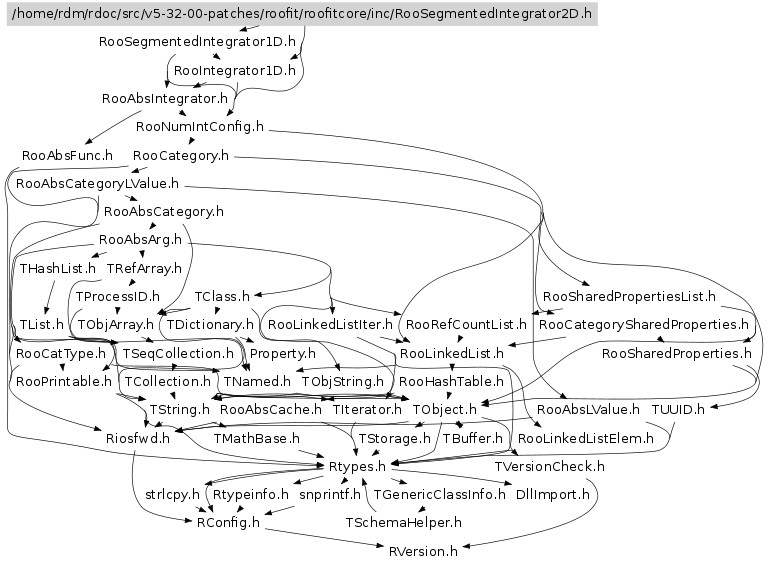 /home/rdm/rdoc/src/v5-32-00-patches/roofit/roofitcore/inc/RooSegmentedIntegrator2D.h
RooSegmentedIntegrator1D.h
RooIntegrator1D.h
RooAbsIntegrator.h
RooNumIntConfig.h
RooAbsFunc.h RooCategory.h
RooAbsCategoryLValue.h
RooAbsCategory.h
RooAbsArg.h
THashList.h TRefArray.h
TProcessID.h TClass.h RooSharedPropertiesList.h
TList.h TObjArray.h TDictionary.h RooLinkedListIter.h RooRefCountList.h RooCategorySharedProperties.h
RooCatType.h TSeqCollection.h Property.h RooLinkedList.h RooSharedProperties.h
RooPrintable.h TCollection.h TNamed.h TObjString.h RooHashTable.h
TString.h RooAbsCache.h TIterator.h TObject.h RooAbsLValue.h TUUID.h
Riosfwd.h TMathBase.h TStorage.h TBuffer.h RooLinkedListElem.h
Rtypes.h TVersionCheck.h
strlcpy.h Rtypeinfo.h snprintf.h TGenericClassInfo.h DllImport.h
RConfig.h TSchemaHelper.h
RVersion.h